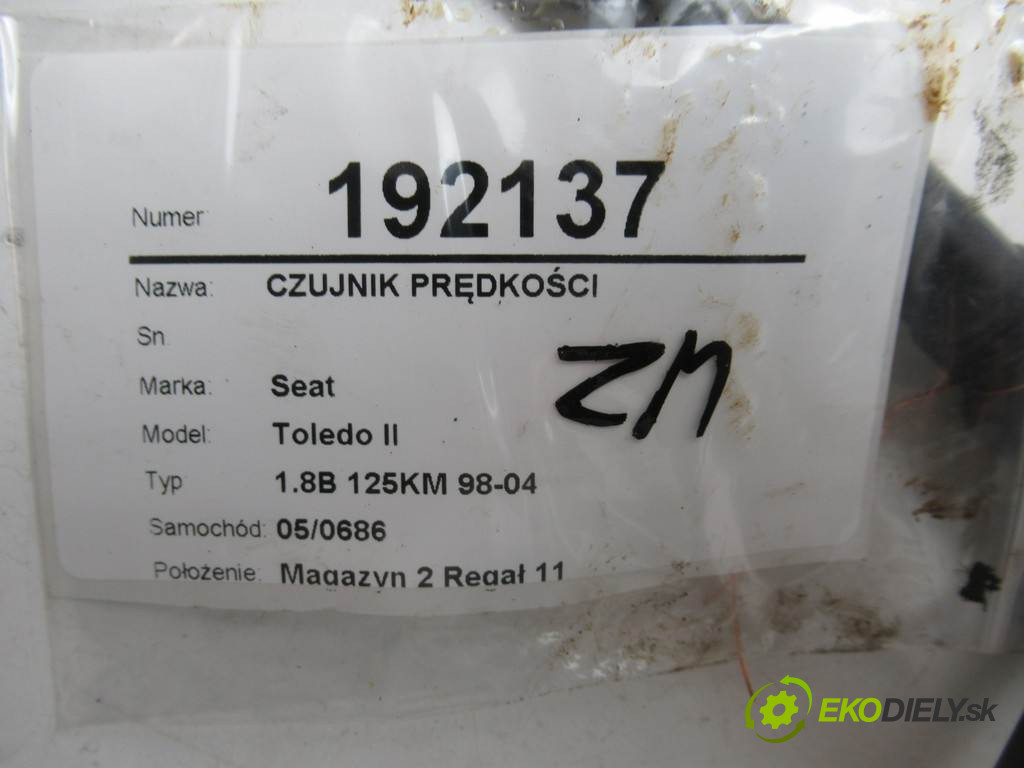 Numer: 192137
Nazwa: CZUJNIK PRĘDKOŚCI
Sn
Marka: Seat
Model: Toledo II
Typ 1.8B 125KM 98-04
Samochód: 05/0686
Położenie: Magazyn 2 Regał 11
ZM
EKODIELY.sk